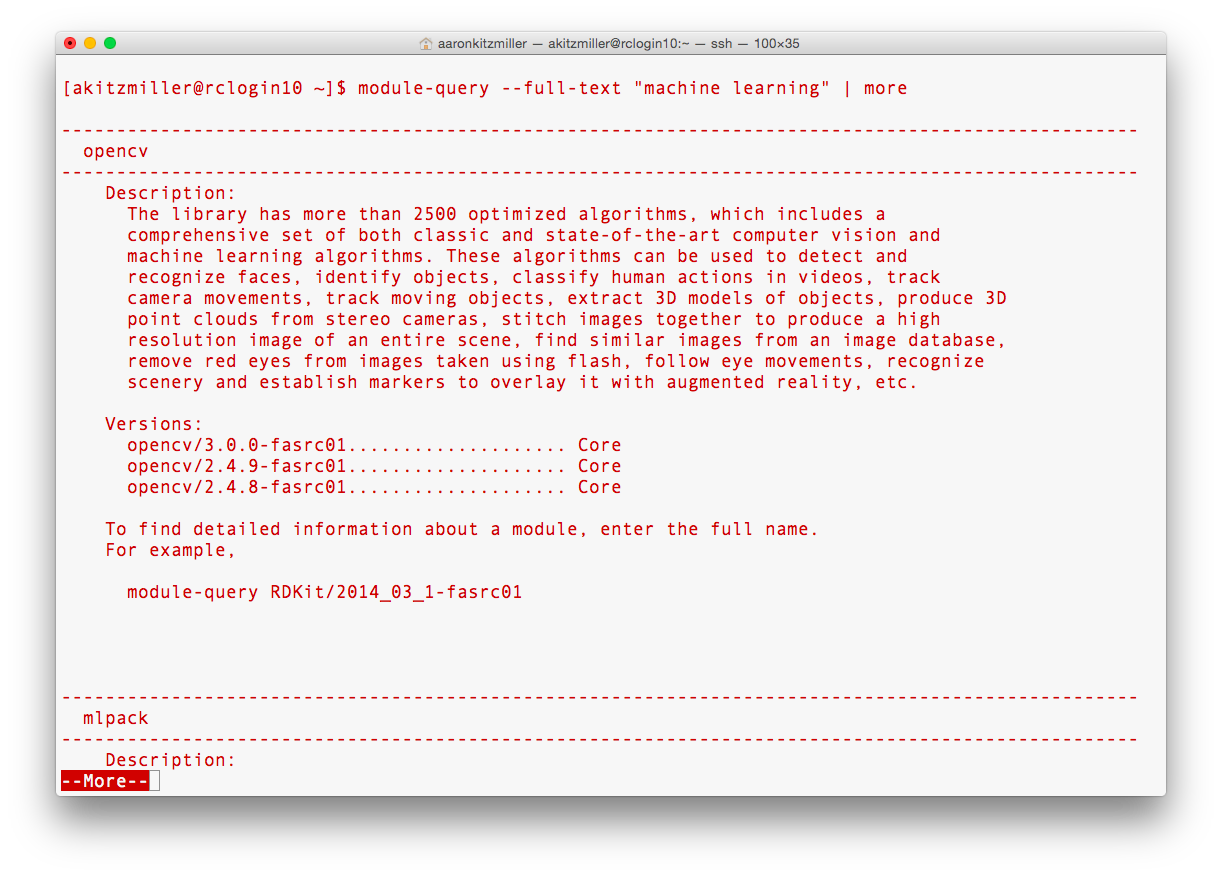 aaronkitzmiller — akitzmiller@rclogin10:~ — ssh — 100×35
[akitzmiller@rclogin10 ~]$ module-query --full-text "machine learning" | more
--------------------------------------------------------------------------------------------------
opencv
--------------------------------------------------------------------------------------------------
Description:
The library has more than 2500 optimized algorithms, which includes a
comprehensive set of both classic and state-of-the-art computer vision and
machine learning algorithms. These algorithms can be used to detect and
recognize faces, identify objects, classify human actions in videos, track
camera movements, track moving objects, extract 3D models of objects, produce 3D
point clouds from stereo cameras, stitch images together to produce a high
resolution image of an entire scene, find similar images from an image database,
remove red eyes from images taken using flash, follow eye movements, recognize
scenery and establish markers to overlay it with augmented reality, etc.
Versions:
opencv/3.0.0-fasrc01.................... Core
opencv/2.4.9-fasrc01.................... Core
opencv/2.4.8-fasrc01.................... Core
To find detailed information about a module, enter the full name.
For example,
module-query RDKit/2014_03_1-fasrc01
--------------------------------------------------------------------------------------------------
mlpack
--------------------------------------------------------------------------------------------------
Description:
--More--